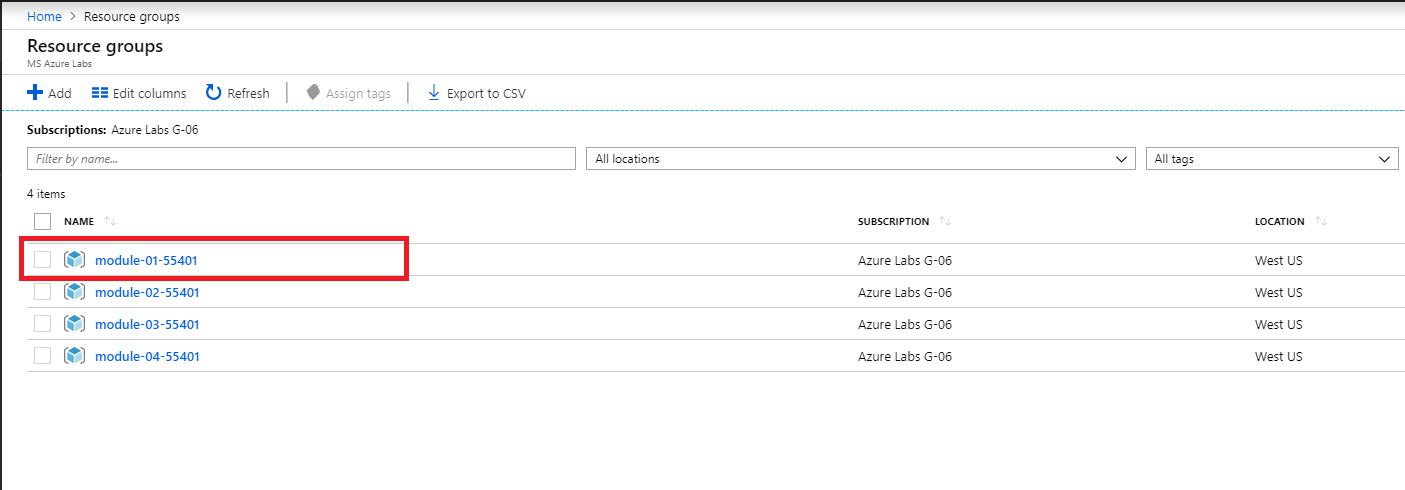 Home > Resource groups
Resource groups
MS Azure Labs
Add Edit columns Refresh Assign tags Export to CSV
Subscriptions: Azure Labs G-06
Filter by name... All locations All tags
4 items
NAME SUBSCRIPTION LOCATION
module-01-55401 Azure Labs G-06 West US
module-02-55401 Azure Labs G-06 West US
module-03-55401 Azure Labs G-06 West US
module-04-55401 Azure Labs G-06 West US